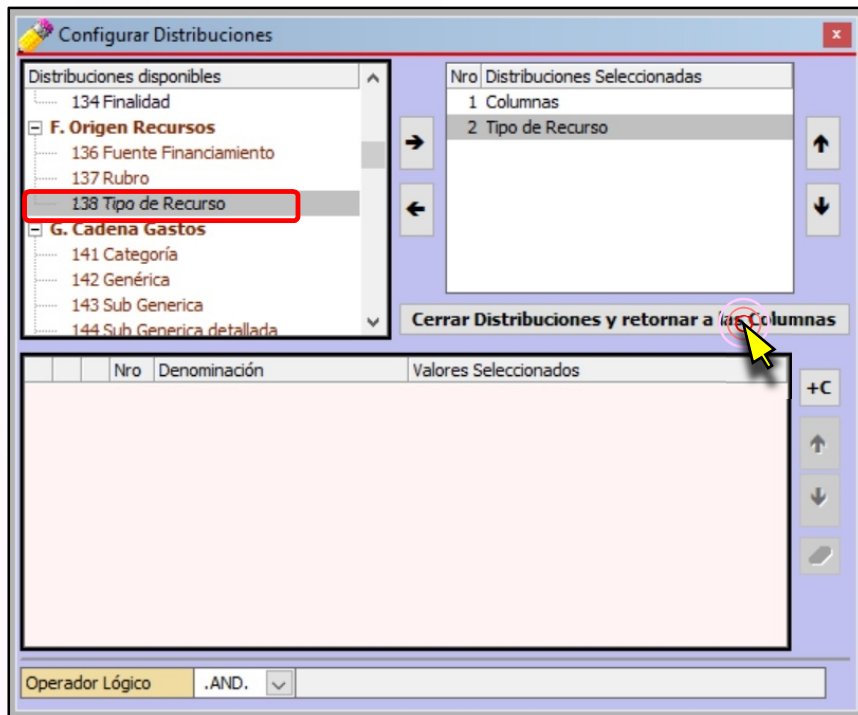 Configurar Distribuciones
x
Distribuciones disponibles
134 Finalidad
F. Origen Recursos
136 Fuente Financiamiento
137 Rubro
138 Tipo de Recurso
G. Cadena Gastos
141 Categoría
142 Genérica
143 Sub Generica
144 Sub Generica detallada
Nro Distribuciones Seleccionadas
1 Columnas
2 Tipo de Recurso
Cerrar Distribuciones y retornar a las Columnas
Nro Denominación Valores Seleccionados
+C
Operador Lógico .AND.